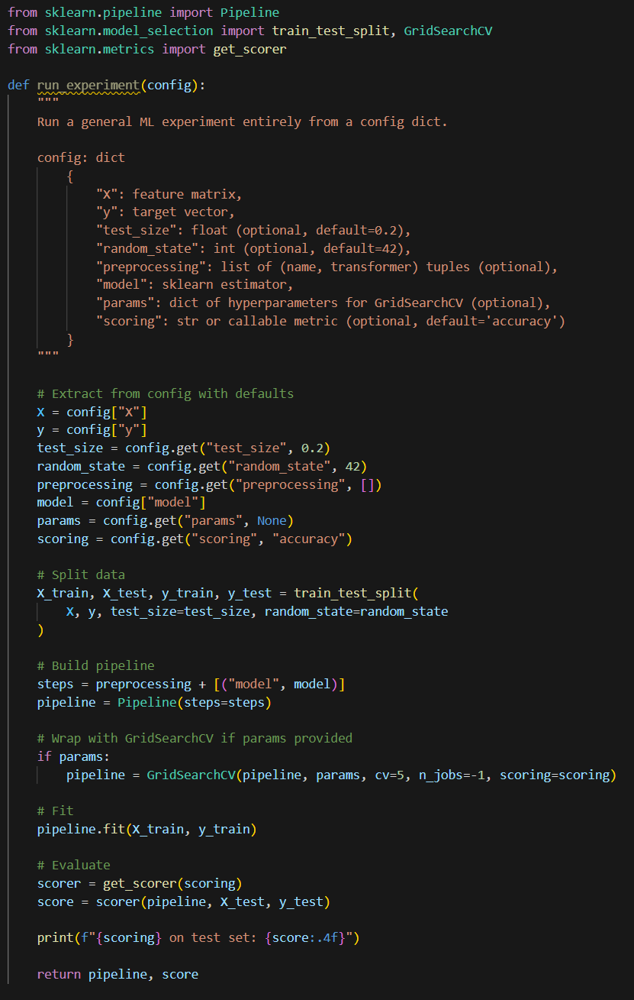 from sklearn.pipeline import Pipeline
from sklearn.model_selection import train_test_split, GridSearchCV
from sklearn.metrics import get_scorer

def run_experiment(config):
    """
    Run a general ML experiment entirely from a config dict.

    config: dict
        {
            "X": feature matrix,
            "y": target vector,
            "test_size": float (optional, default=0.2),
            "random_state": int (optional, default=42),
            "preprocessing": list of (name, transformer) tuples (optional),
            "model": sklearn estimator,
            "params": dict of hyperparameters for GridSearchCV (optional),
            "scoring": str or callable metric (optional, default='accuracy')
        }
    """

    # Extract from config with defaults
    X = config["X"]
    y = config["y"]
    test_size = config.get("test_size", 0.2)
    random_state = config.get("random_state", 42)
    preprocessing = config.get("preprocessing", [])
    model = config["model"]
    params = config.get("params", None)
    scoring = config.get("scoring", "accuracy")

    # Split data
    X_train, X_test, y_train, y_test = train_test_split(
        X, y, test_size=test_size, random_state=random_state
    )

    # Build pipeline
    steps = preprocessing + [("model", model)]
    pipeline = Pipeline(steps=steps)

    # Wrap with GridSearchCV if params provided
    if params:
        pipeline = GridSearchCV(pipeline, params, cv=5, n_jobs=-1, scoring=scoring)

    # Fit
    pipeline.fit(X_train, y_train)

    # Evaluate
    scorer = get_scorer(scoring)
    score = scorer(pipeline, X_test, y_test)

    print(f"{scoring} on test set: {score:.4f}")

    return pipeline, score